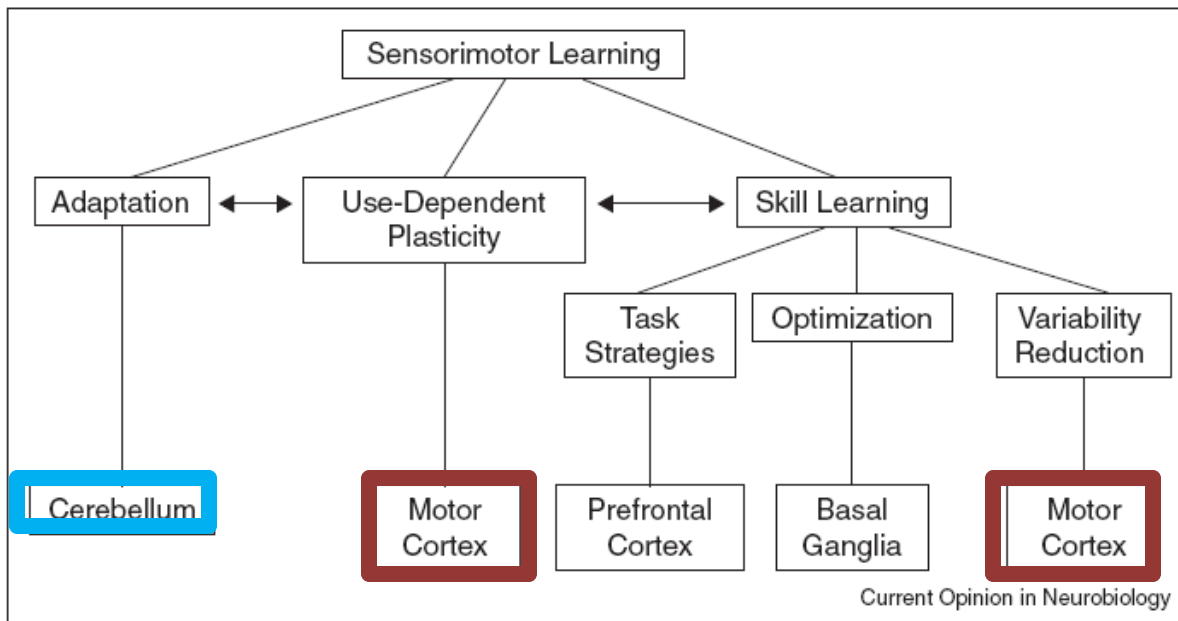 Sensorimotor Learning
Adaptation
Use-Dependent
Plasticity
Skill Learning
Task
Strategies
Optimization
Variability
Reduction
Cerebellum
Motor
Cortex
Prefrontal
Cortex
Basal
Ganglia
Motor
Cortex
Current Opinion in Neurobiology